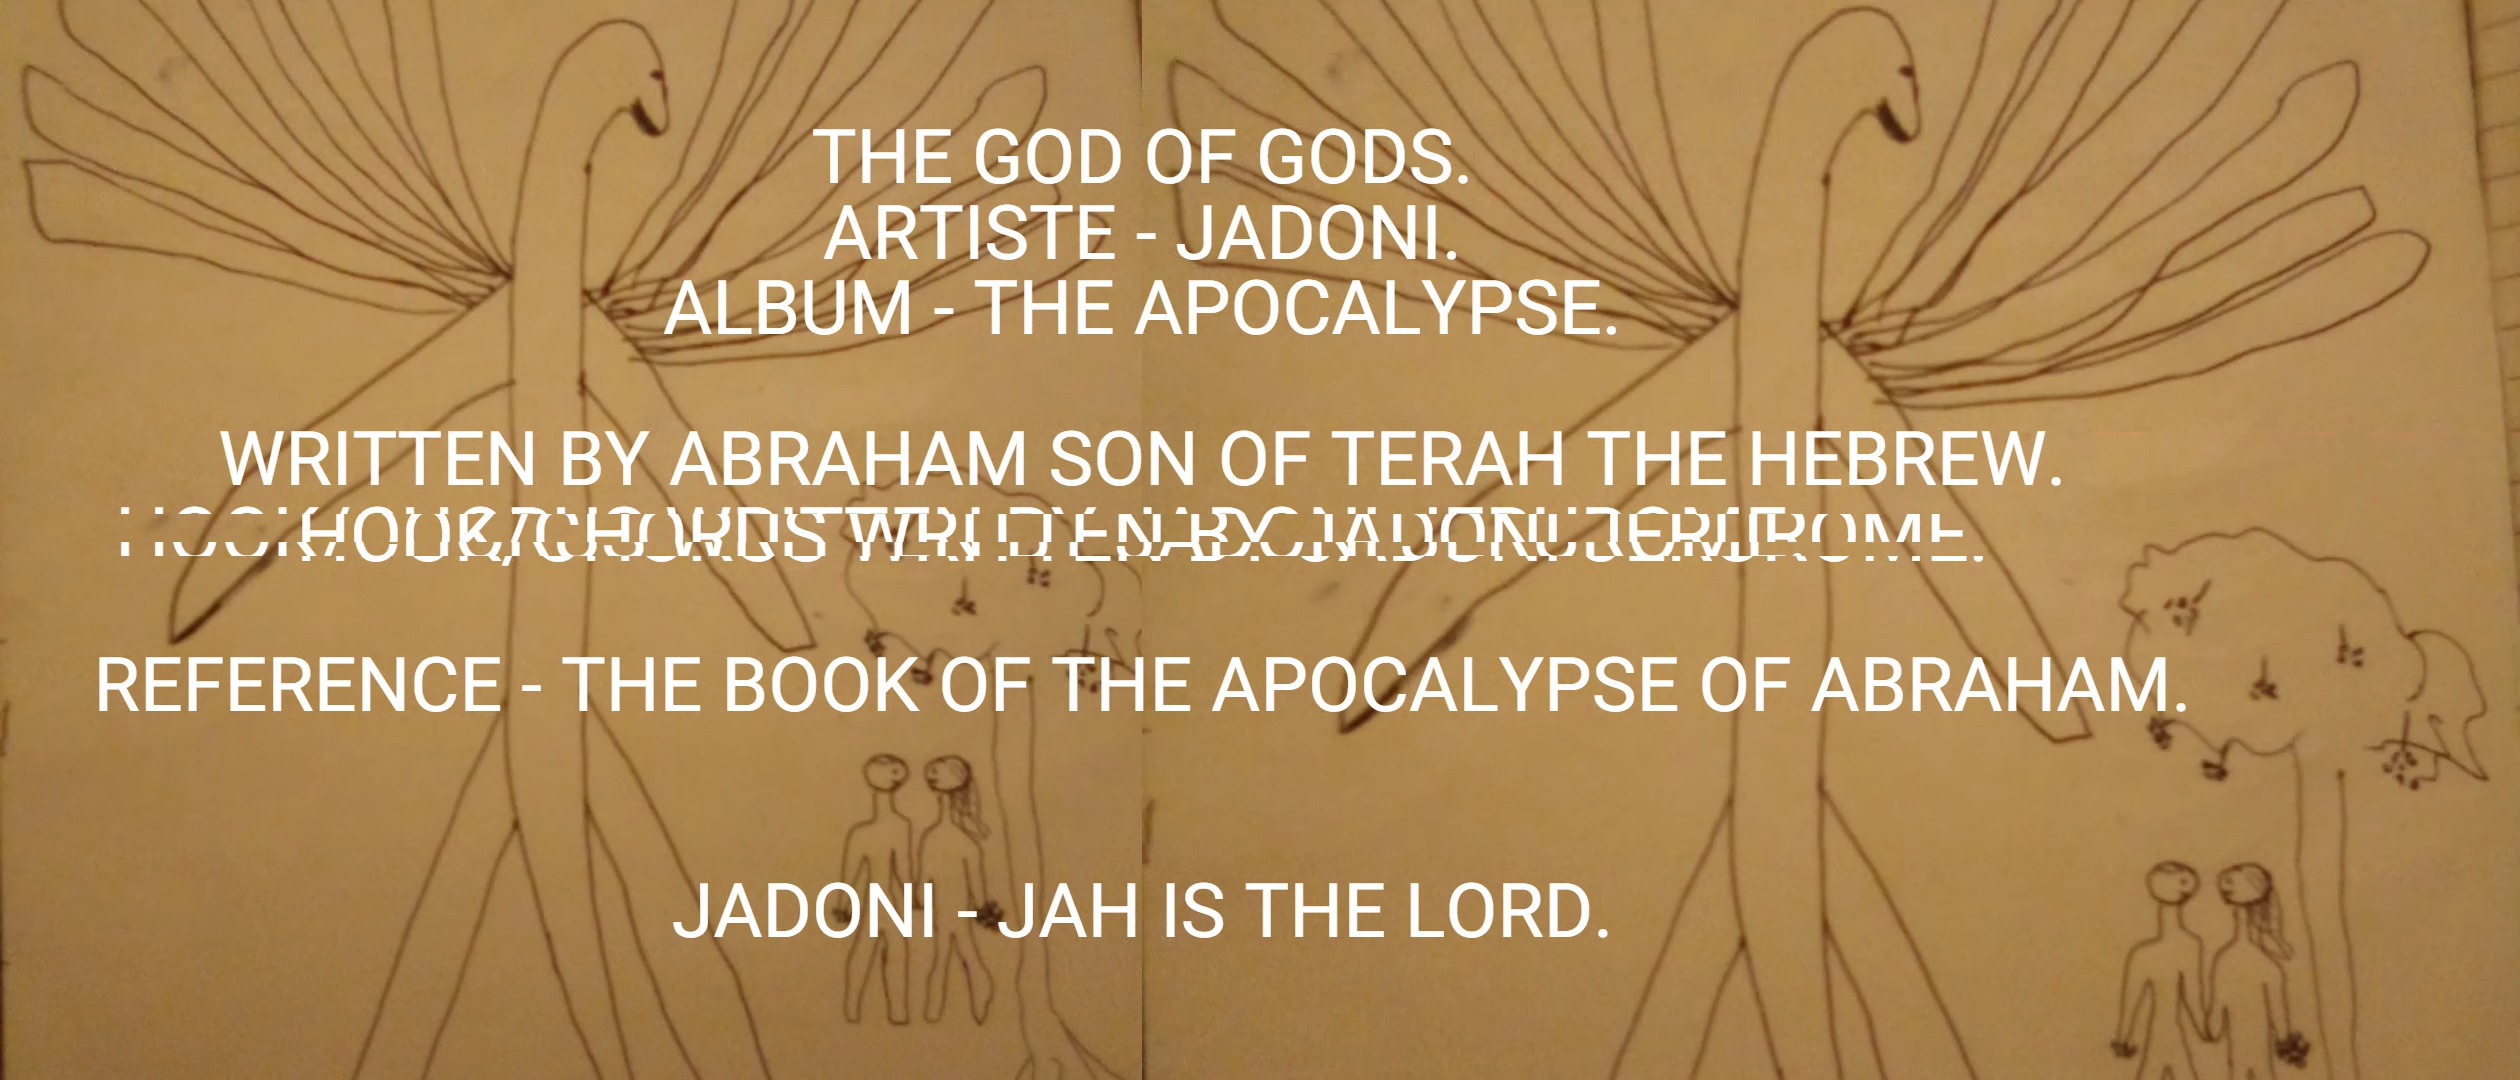 THE GOD OF GODS.
ARTISTE - JADONI.
ALBUM - THE APOCALYPSE.
WRITTEN BY ABRAHAM SON OF TERAH THE HEBREW.
REFERENCE - THE BOOK OF THE APOCALYPSE OF ABRAHAM.
JADONI - JAH IS THE LORD.